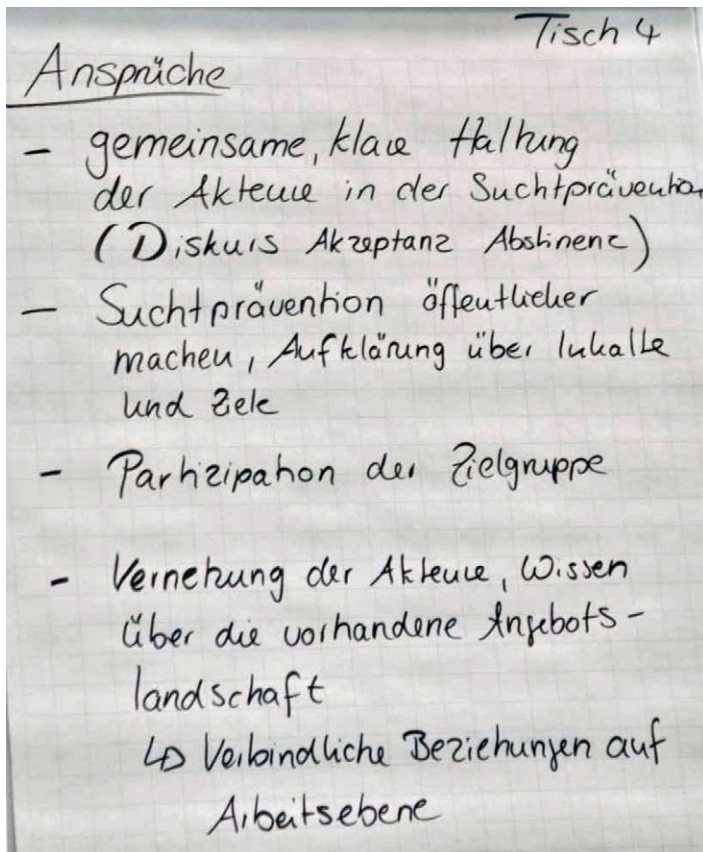 Tisch 4
Ansprüche
- gemeinsame, klare Haltung
der Akteure in der Suchtprävention
(Diskurs Akzeptanz Abstinenz)
- Suchtprävention öffentlicher
machen, Aufklärung über Inhalte
und Ziele
- Partizipation der Zielgruppe
- Vernetzung der Akteure, Wissen
über die vorhandene Angebots-
landschaft
↳ Verbindliche Beziehungen auf
Arbeitsebene